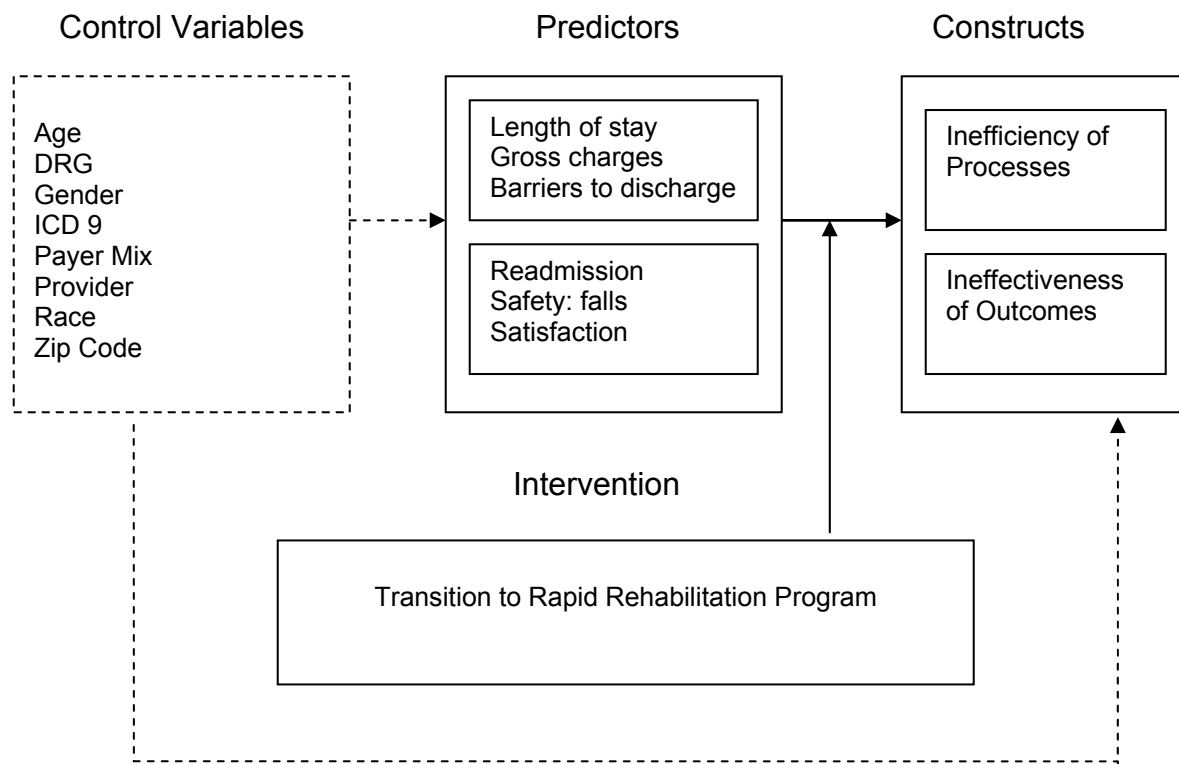 Control Variables
Predictors
Constructs
Age
DRG
Gender
ICD 9
Payer Mix
Provider
Race
Zip Code
Length of stay
Gross charges
Barriers to discharge
Readmission
Safety: falls
Satisfaction
Inefficiency of
Processes
Ineffectiveness
of Outcomes
Intervention
Transition to Rapid Rehabilitation Program